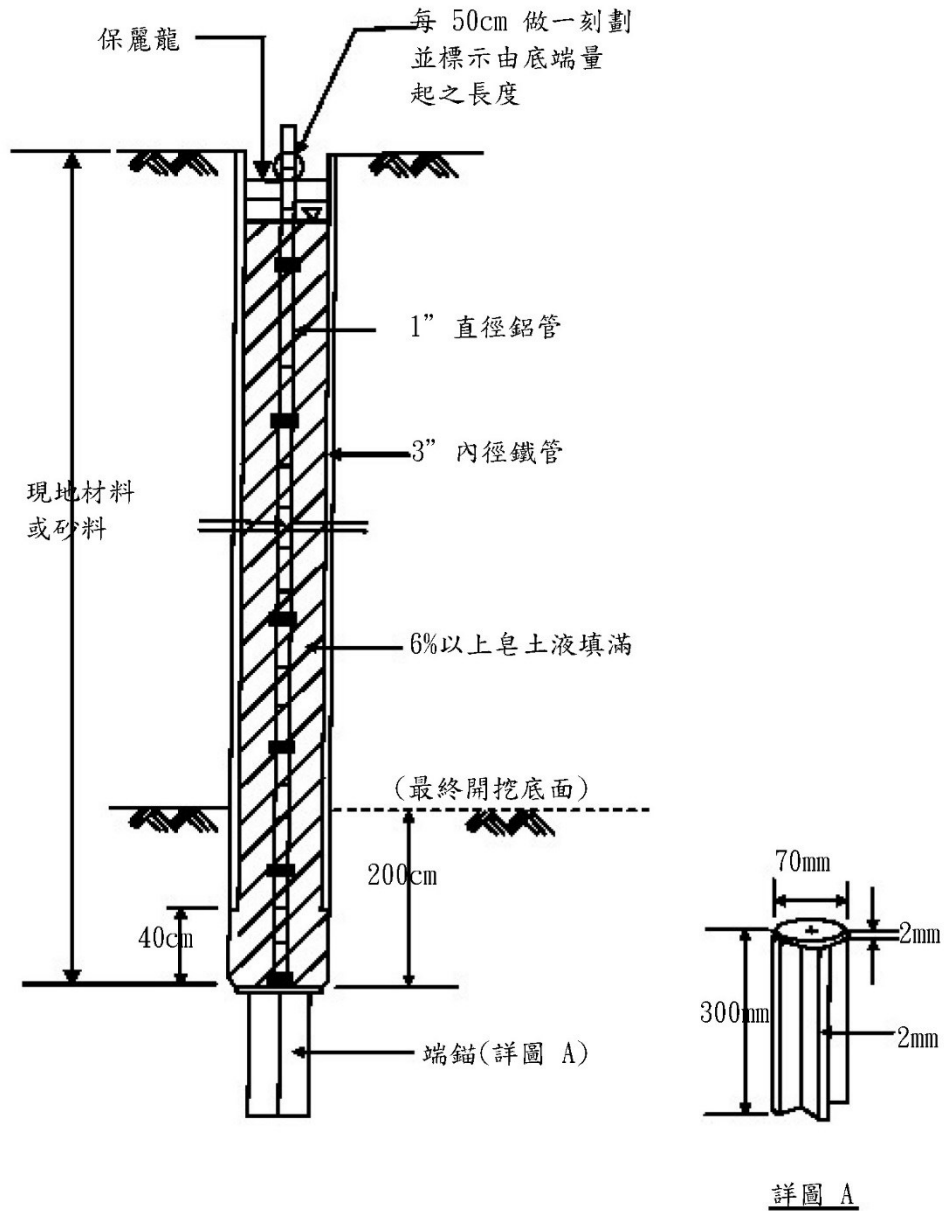 每 50cm 做一刻劃
並標示由底端量
起之長度
保麗龍
1” 直徑鋁管
3” 內徑鐵管
現地材料
或砂料
6%以上皂土液填滿
(最終開挖底面)
200cm
40cm
端錨(詳圖 A)
70mm
2mm
300mm
2mm
詳圖 A